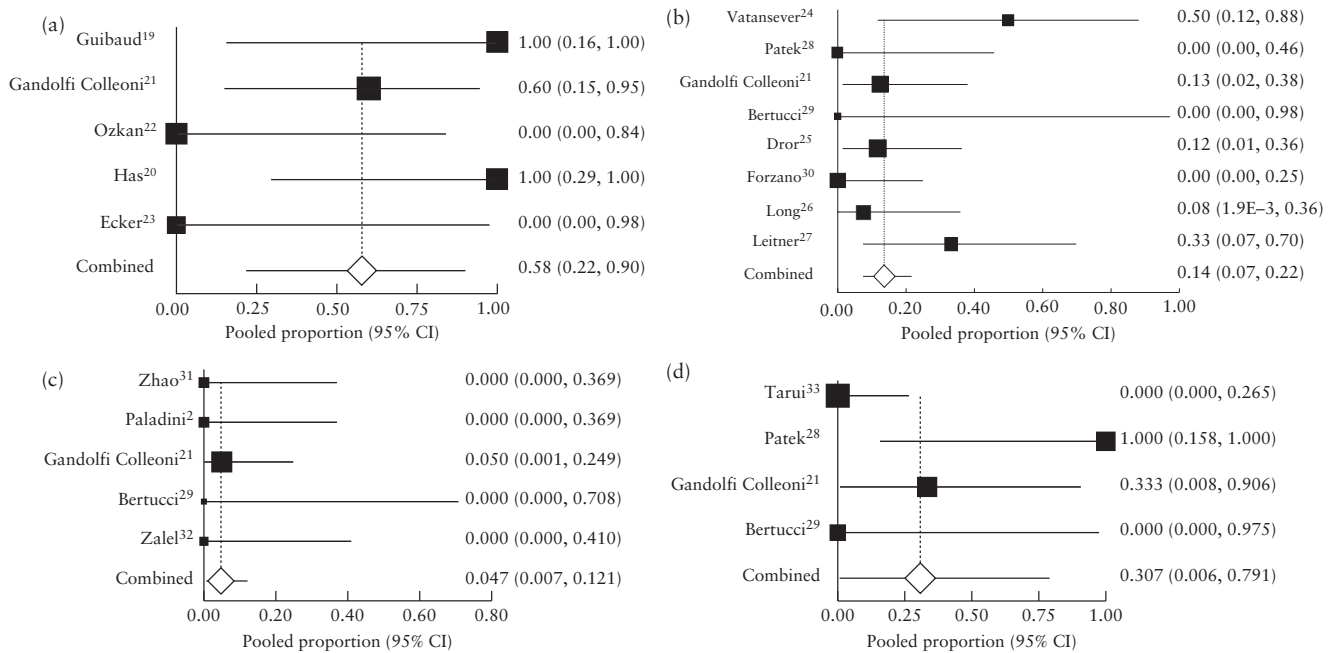 (a)
Guibaud¹⁹ 1.00 (0.16, 1.00)
Gandolfi Colleoni²¹ 0.60 (0.15, 0.95)
Ozkan²² 0.00 (0.00, 0.84)
Has²⁰ 1.00 (0.29, 1.00)
Ecker²³ 0.00 (0.00, 0.98)
Combined 0.58 (0.22, 0.90)
0.00 0.25 0.50 0.75 1.00
Pooled proportion (95% CI)
(b)
Vatansever²⁴ 0.50 (0.12, 0.88)
Patek²⁸ 0.00 (0.00, 0.46)
Gandolfi Colleoni²¹ 0.13 (0.02, 0.38)
Bertucci²⁹ 0.00 (0.00, 0.98)
Dror²⁵ 0.12 (0.01, 0.36)
Forzano³⁰ 0.00 (0.00, 0.25)
Long²⁶ 0.08 (1.9E–3, 0.36)
Leitner²⁷ 0.33 (0.07, 0.70)
Combined 0.14 (0.07, 0.22)
0.00 0.20 0.40 0.60 0.80 1.00
Pooled proportion (95% CI)
(c)
Zhao³¹ 0.000 (0.000, 0.369)
Paladini² 0.000 (0.000, 0.369)
Gandolfi Colleoni²¹ 0.050 (0.001, 0.249)
Bertucci²⁹ 0.000 (0.000, 0.708)
Zalel³² 0.000 (0.000, 0.410)
Combined 0.047 (0.007, 0.121)
0.00 0.20 0.40 0.60 0.80
Pooled proportion (95% CI)
(d)
Tarui³³ 0.000 (0.000, 0.265)
Patek²⁸ 1.000 (0.158, 1.000)
Gandolfi Colleoni²¹ 0.333 (0.008, 0.906)
Bertucci²⁹ 0.000 (0.000, 0.975)
Combined 0.307 (0.006, 0.791)
0.00 0.25 0.50 0.75 1.00
Pooled proportion (95% CI)